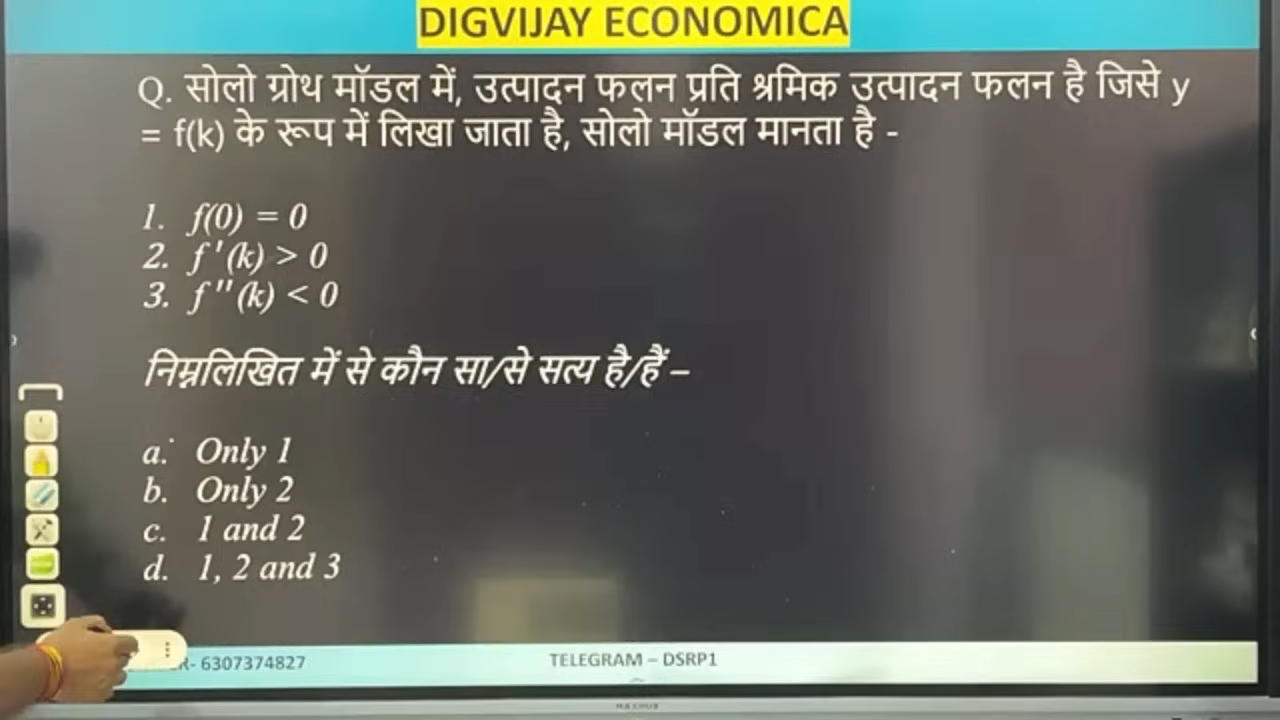 DIGVIJAY ECONOMICA
Q. सोलो ग्रोथ मॉडल में, उत्पादन फलन प्रति श्रमिक उत्पादन फलन है जिसे y
= f(k) के रूप में लिखा जाता है, सोलो मॉडल मानता है -
1. f(0) = 0
2. f'(k) > 0
3. f"(k) < 0
निम्नलिखित में से कौन सा/से सत्य है/हैं –
a. Only 1
b. Only 2
c. 1 and 2
d. 1, 2 and 3
R- 6307374827
TELEGRAM – DSRP1
MAXHUB